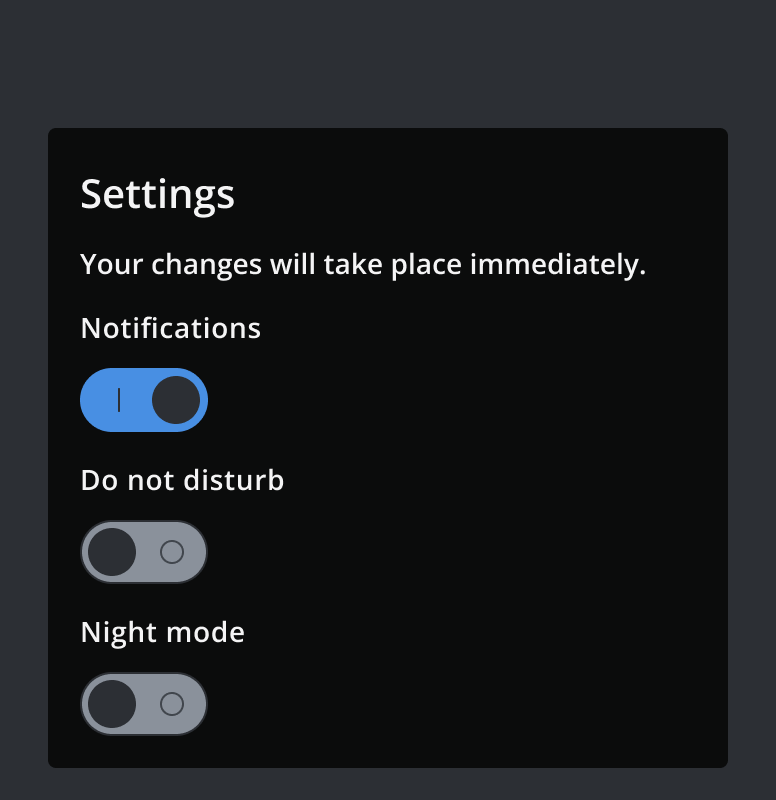 Settings
Your changes will take place immediately.
Notifications
Do not disturb
Night mode